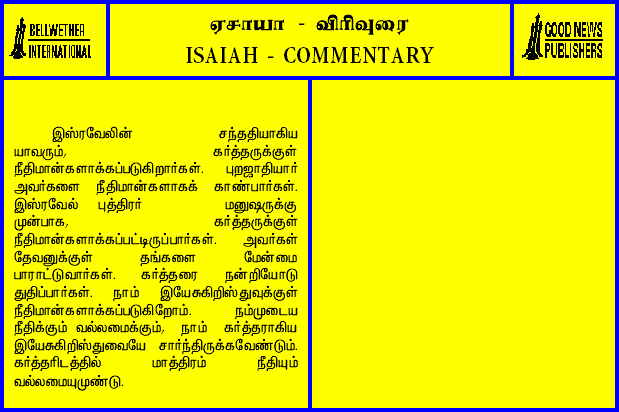 BELLWETHER
INTERNATIONAL
ஏசாயா - விரிவுரை
ISAIAH - COMMENTARY
GOOD NEWS
PUBLISHERS
இஸ்ரவேலின் சந்ததியாகிய
யாவரும், கர்த்தருக்குள்
நீதிமான்களாக்கப்படுகிறார்கள். புறஜாதியார்
அவர்களை நீதிமான்களாகக் காண்பார்கள்.
இஸ்ரவேல் புத்திரர் மனுஷருக்கு
முன்பாக, கர்த்தருக்குள்
நீதிமான்களாக்கப்பட்டிருப்பார்கள். அவர்கள்
தேவனுக்குள் தங்களை மேன்மை
பாராட்டுவார்கள். கர்த்தரை நன்றியோடு
துதிப்பார்கள். நாம் இயேசுகிறிஸ்துவுக்குள்
நீதிமான்களாக்கப்படுகிறோம். நம்முடைய
நீதிக்கும் வல்லமைக்கும், நாம் கர்த்தராகிய
இயேசுகிறிஸ்துவையே சார்ந்திருக்கவேண்டும்.
கர்த்தரிடத்தில் மாத்திரம் நீதியும்
வல்லமையுமுண்டு.